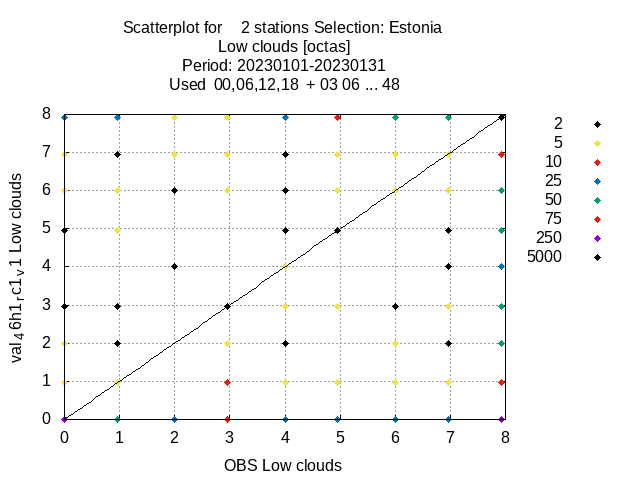 Scatterplot for 2 stations Selection: Estonia
Low clouds [octas]
Period: 20230101-20230131
Used 00,06,12,18 + 03 06 ... 48
8
7
6
5
4
3
2
1
0
0 1 2 3 4 5 6 7 8
val_4 6h1_r c1_v 1 Low clouds
OBS Low clouds
2
5
10
25
50
75
250
5000